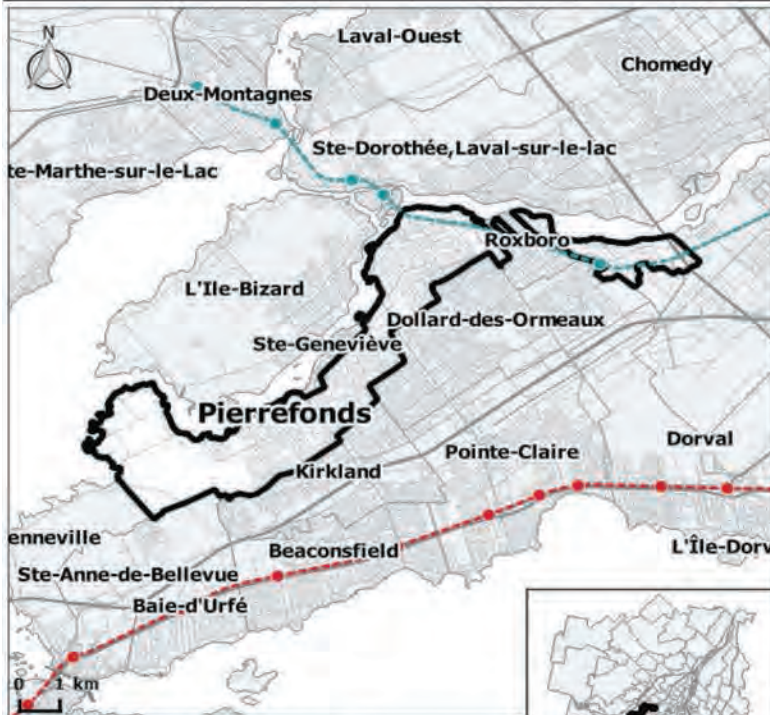 N
Laval-Ouest
Chomedy
Deux-Montagnes
Ste-Dorothée,Laval-sur-le-lac
te-Marthe-sur-le-Lac
Roxboro
L'Ile-Bizard
Dollard-des-Ormeaux
Ste-Geneviève
Pierrefonds
Dorval
Pointe-Claire
Kirkland
enneville
L'Île-Dorv
Beaconsfield
Ste-Anne-de-Bellevue
Baie-d'Urfé
0 1 km